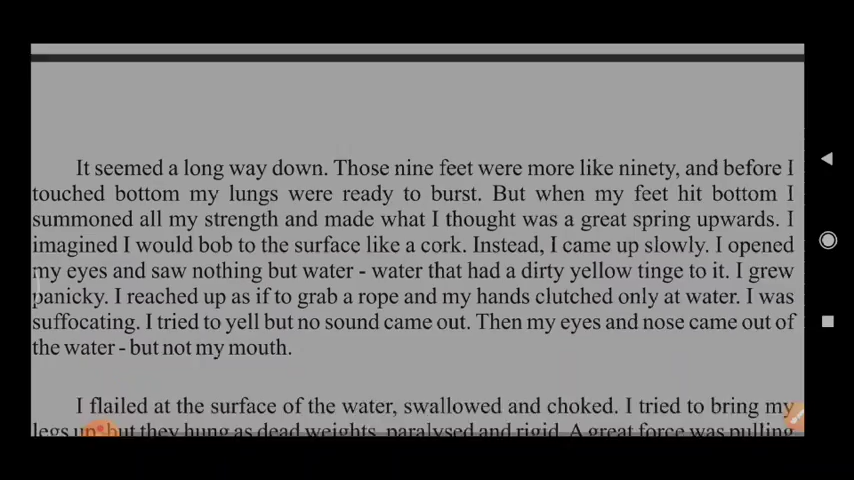 It seemed a long way down. Those nine feet were more like ninety, and before I
touched bottom my lungs were ready to burst. But when my feet hit bottom I
summoned all my strength and made what I thought was a great spring upwards. I
imagined I would bob to the surface like a cork. Instead, I came up slowly. I opened
my eyes and saw nothing but water - water that had a dirty yellow tinge to it. I grew
panicky. I reached up as if to grab a rope and my hands clutched only at water. I was
suffocating. I tried to yell but no sound came out. Then my eyes and nose came out of
the water - but not my mouth.
I flailed at the surface of the water, swallowed and choked. I tried to bring my
legs up, but they hung as dead weights, paralysed and rigid. A great force was pulling